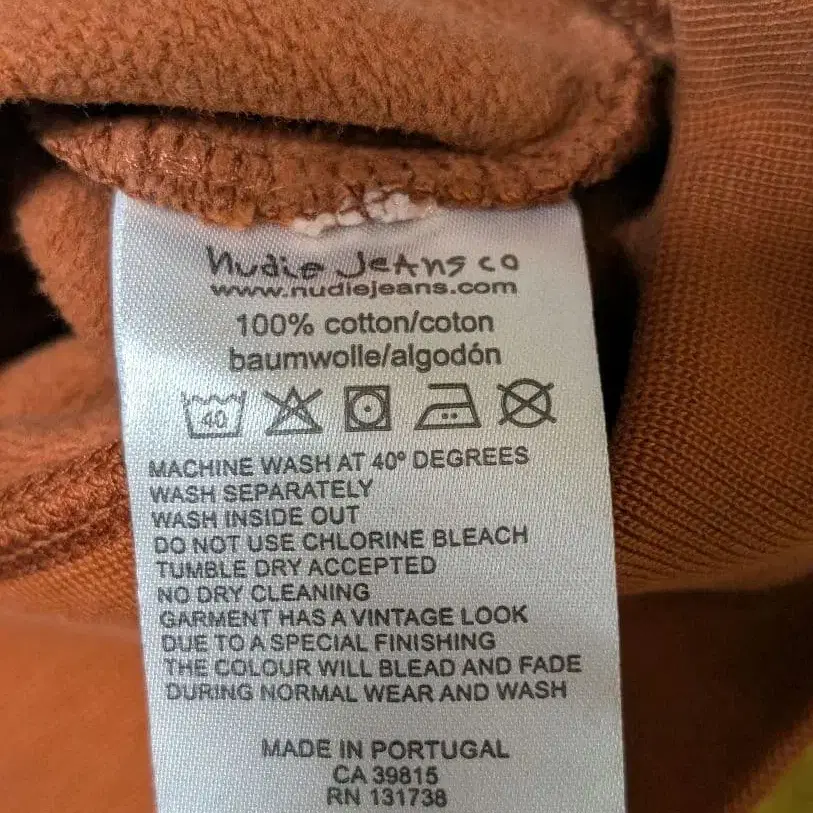 Nudie Jeans co
www.nudiejeans.com
100% cotton/coton
baumwolle/algodón
40
MACHINE WASH AT 40° DEGREES
WASH SEPARATELY
WASH INSIDE OUT
DO NOT USE CHLORINE BLEACH
TUMBLE DRY ACCEPTED
NO DRY CLEANING
GARMENT HAS A VINTAGE LOOK
DUE TO A SPECIAL FINISHING
THE COLOUR WILL BLEAD AND FADE
DURING NORMAL WEAR AND WASH
MADE IN PORTUGAL
CA 39815
RN 131738